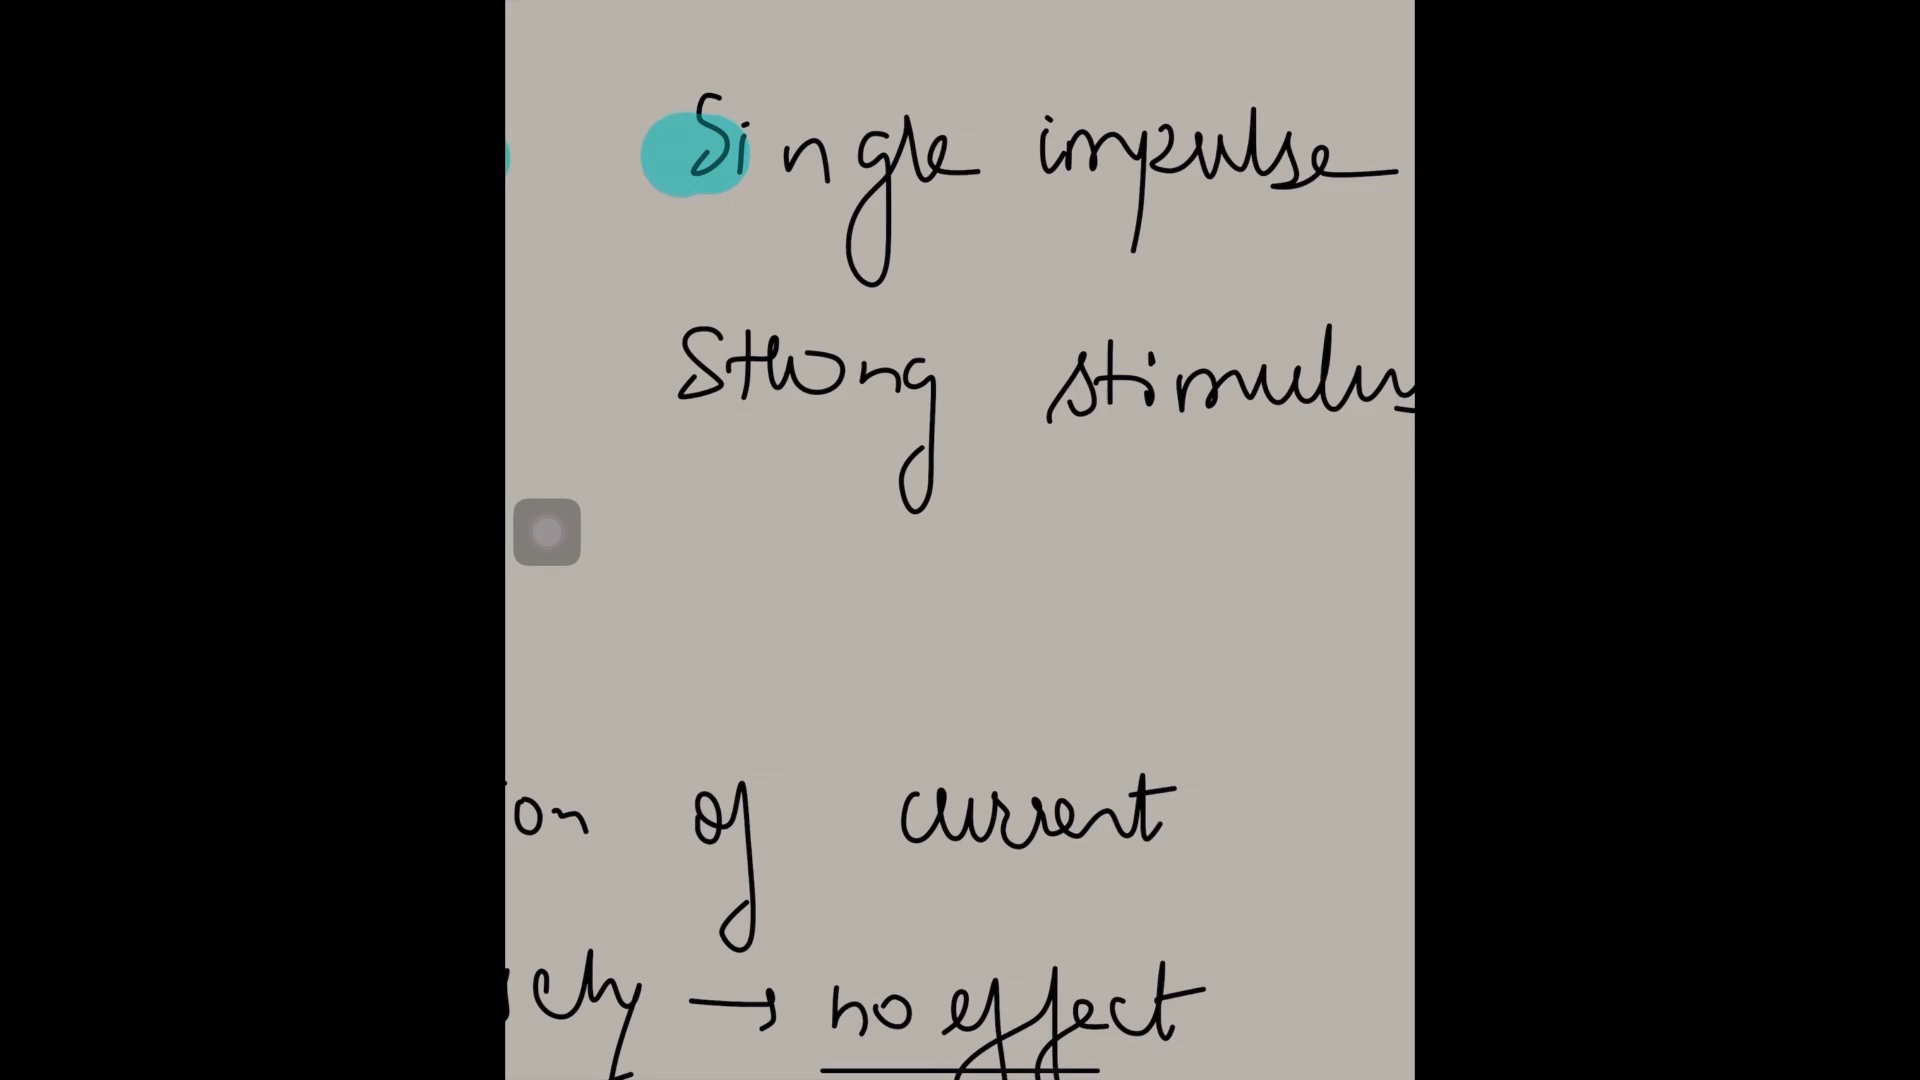 Single impulse
Strong stimulus
on of current
→ no effect